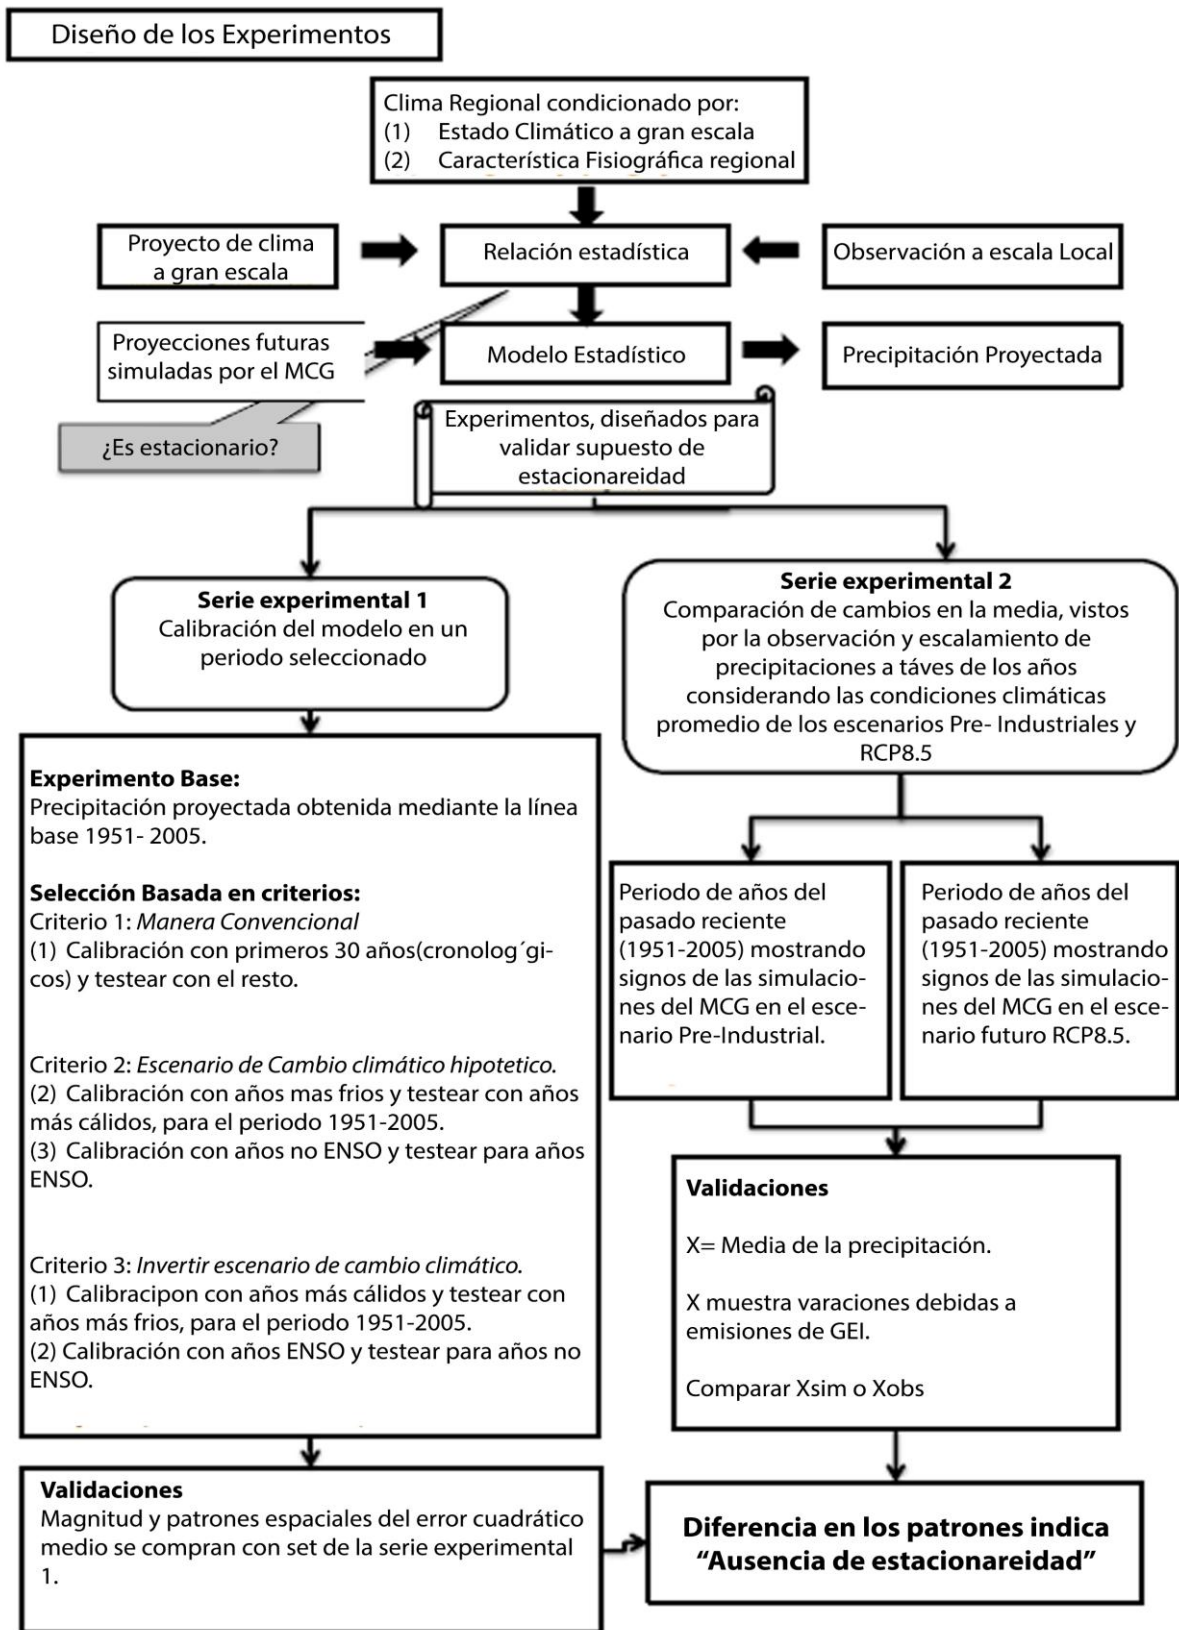 Diseño de los Experimentos
Clima Regional condicionado por:
(1) Estado Climático a gran escala
(2) Característica Fisiográfica regional
Proyecto de clima
a gran escala
Relación estadística
Observación a escala Local
Proyecciones futuras
simuladas por el MCG
Modelo Estadístico
Precipitación Proyectada
¿Es estacionario?
Experimentos, diseñados para
validar supuesto de
estacionareidad
Serie experimental 1
Calibración del modelo en un
periodo seleccionado
Serie experimental 2
Comparación de cambios en la media, vistos
por la observación y escalamiento de
precipitaciones a táves de los años
considerando las condiciones climáticas
promedio de los escenarios Pre- Industriales y
RCP8.5
Experimento Base:
Precipitación proyectada obtenida mediante la línea
base 1951- 2005.
Selección Basada en criterios:
Criterio 1: Manera Convencional
(1) Calibración con primeros 30 años(cronolog´gi-
cos) y testear con el resto.
Criterio 2: Escenario de Cambio climático hipotetico.
(2) Calibración con años mas frios y testear con años
más cálidos, para el periodo 1951-2005.
(3) Calibración con años no ENSO y testear para años
ENSO.
Criterio 3: Invertir escenario de cambio climático.
(1) Calibracipon con años más cálidos y testear con
años más frios, para el periodo 1951-2005.
(2) Calibración con años ENSO y testear para años no
ENSO.
Periodo de años del
pasado reciente
(1951-2005) mostrando
signos de las simulacio-
nes del MCG en el esce-
nario Pre-Industrial.
Periodo de años del
pasado reciente
(1951-2005) mostrando
signos de las simulacio-
nes del MCG en el esce-
nario futuro RCP8.5.
Validaciones
X= Media de la precipitación.
X muestra varaciones debidas a
emisiones de GEI.
Comparar Xsim o Xobs
Validaciones
Magnitud y patrones espaciales del error cuadrático
medio se compran con set de la serie experimental
1.
Diferencia en los patrones indica
“Ausencia de estacionareidad”